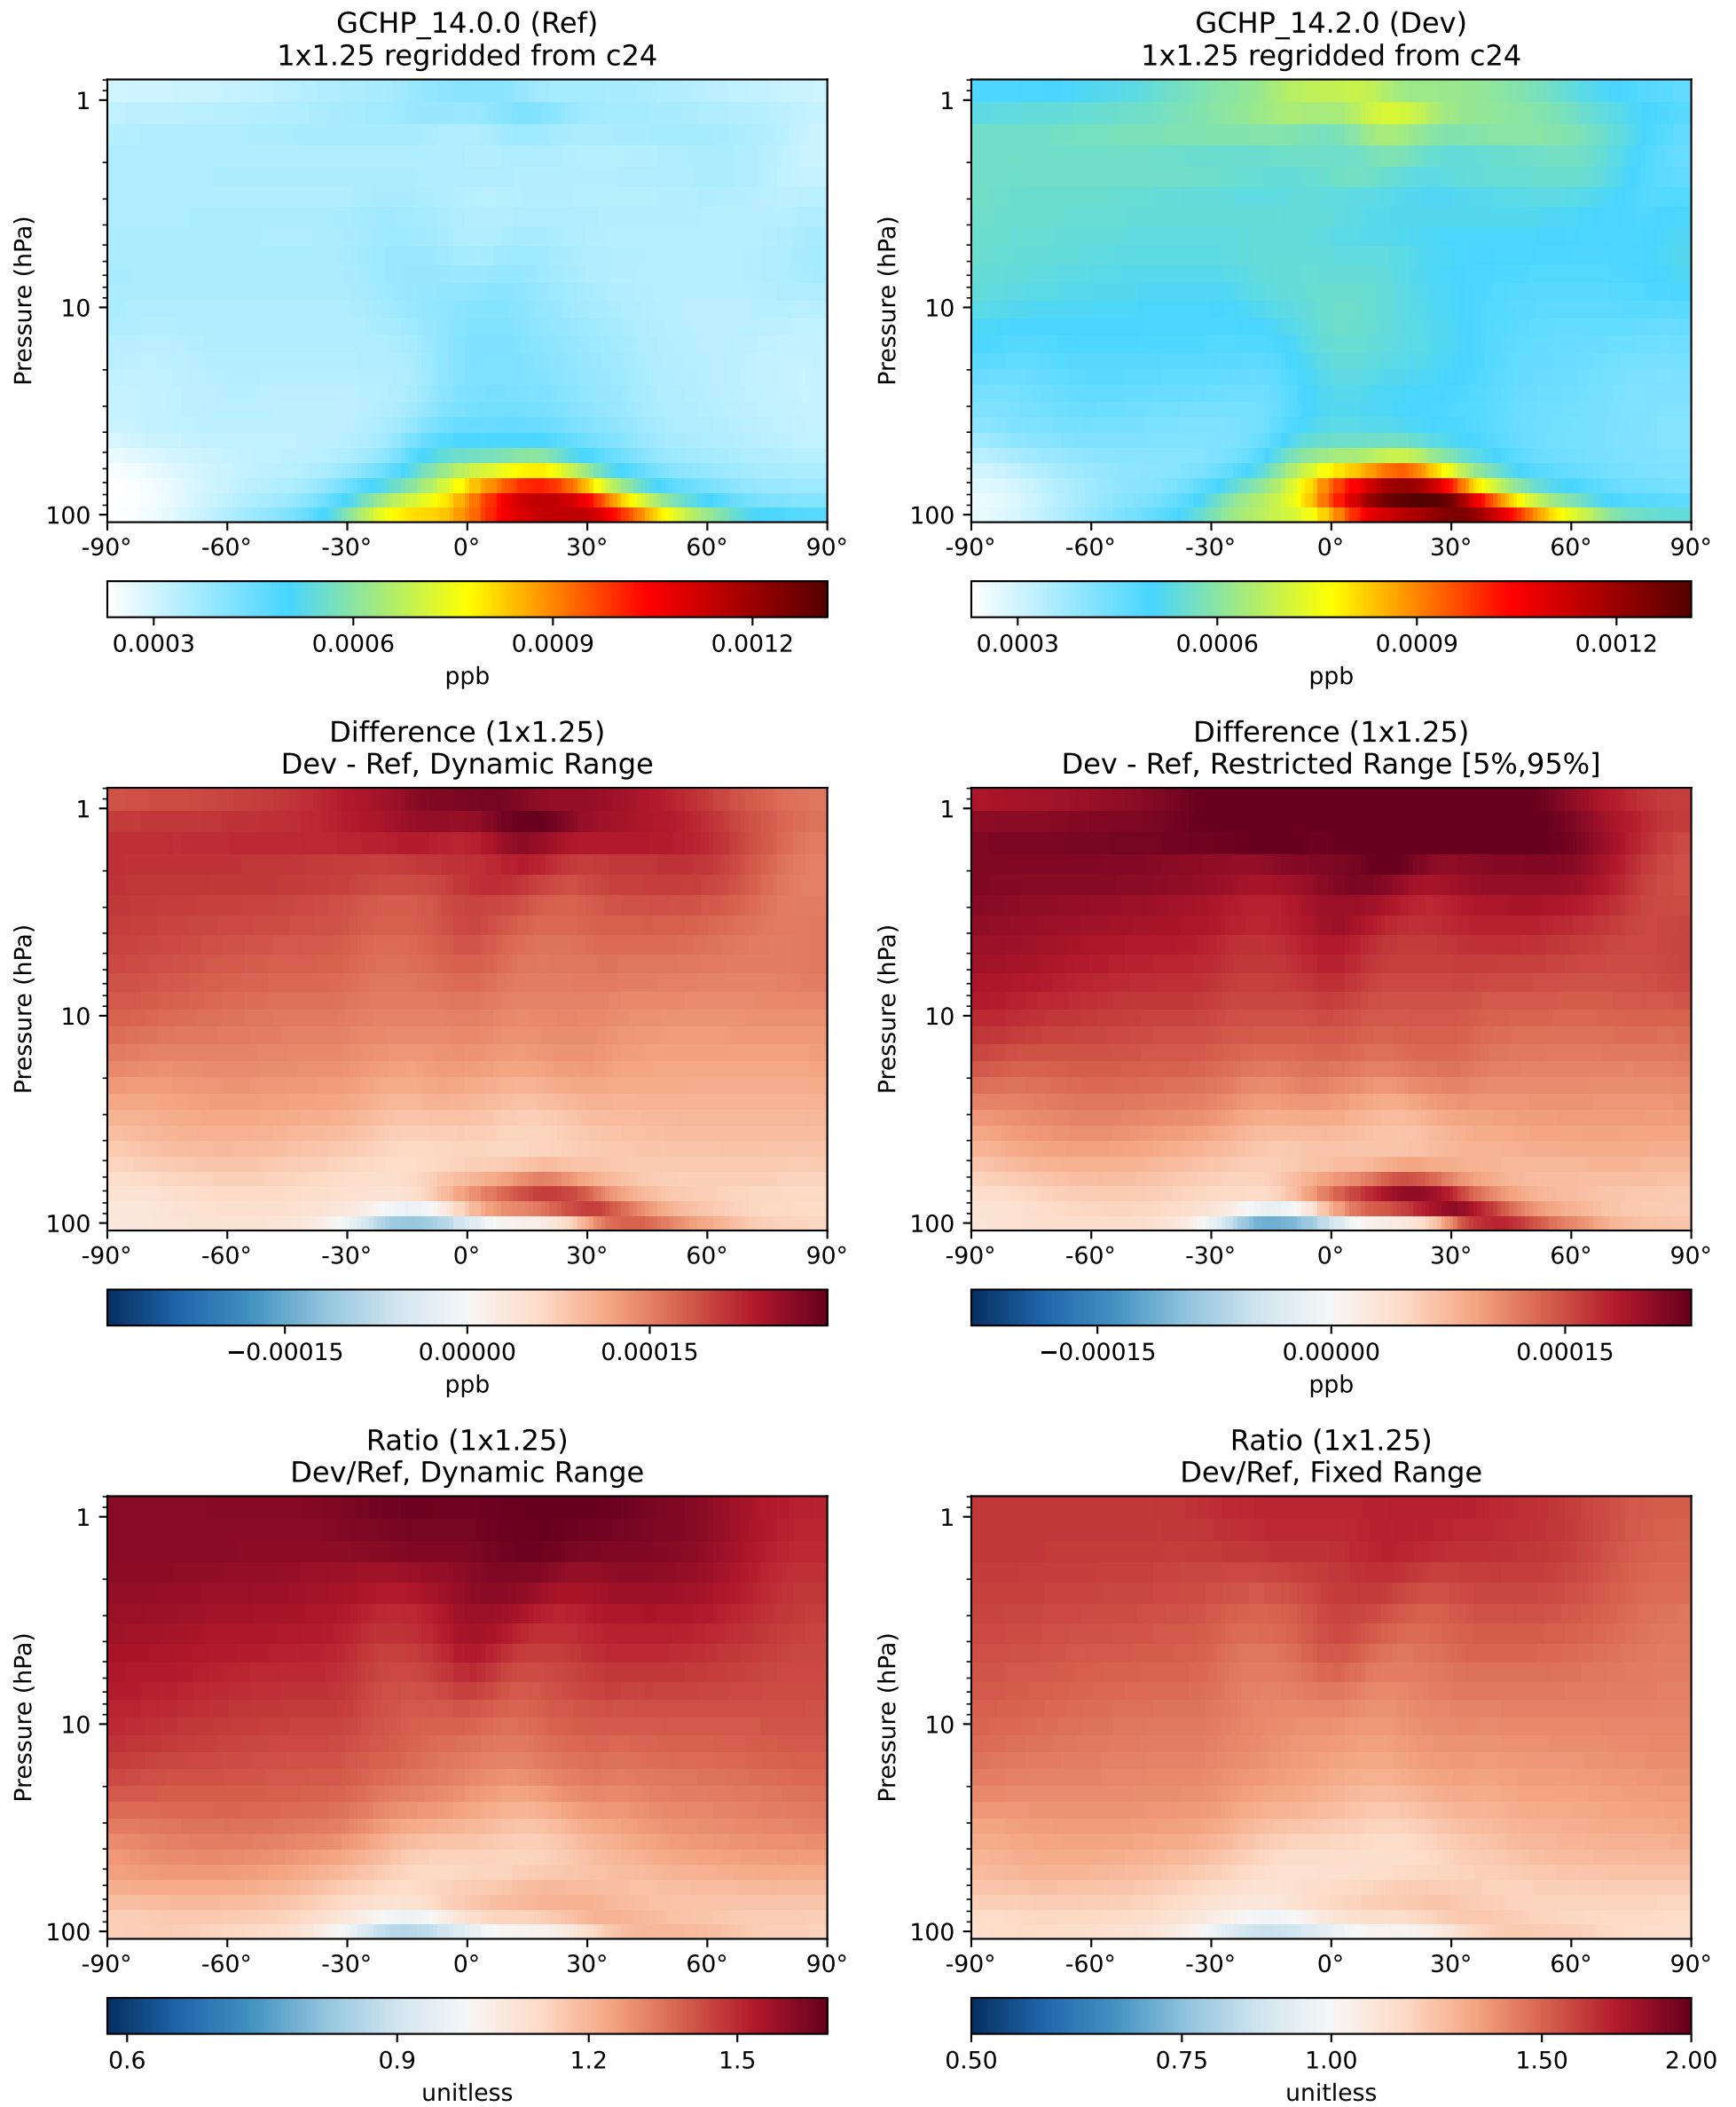 GCHP_14.0.0 (Ref)
1x1.25 regridded from c24
Pressure (hPa)
1
10
100
-90° -60° -30° 0° 30° 60° 90°
0.0003 0.0006 0.0009 0.0012
ppb
GCHP_14.2.0 (Dev)
1x1.25 regridded from c24
Pressure (hPa)
1
10
100
-90° -60° -30° 0° 30° 60° 90°
0.0003 0.0006 0.0009 0.0012
ppb
Difference (1x1.25)
Dev - Ref, Dynamic Range
Pressure (hPa)
1
10
100
-90° -60° -30° 0° 30° 60° 90°
−0.00015 0.00000 0.00015
ppb
Difference (1x1.25)
Dev - Ref, Restricted Range [5%,95%]
Pressure (hPa)
1
10
100
-90° -60° -30° 0° 30° 60° 90°
−0.00015 0.00000 0.00015
ppb
Ratio (1x1.25)
Dev/Ref, Dynamic Range
Pressure (hPa)
1
10
100
-90° -60° -30° 0° 30° 60° 90°
0.6 0.9 1.2 1.5
unitless
Ratio (1x1.25)
Dev/Ref, Fixed Range
Pressure (hPa)
1
10
100
-90° -60° -30° 0° 30° 60° 90°
0.50 0.75 1.00 1.50 2.00
unitless